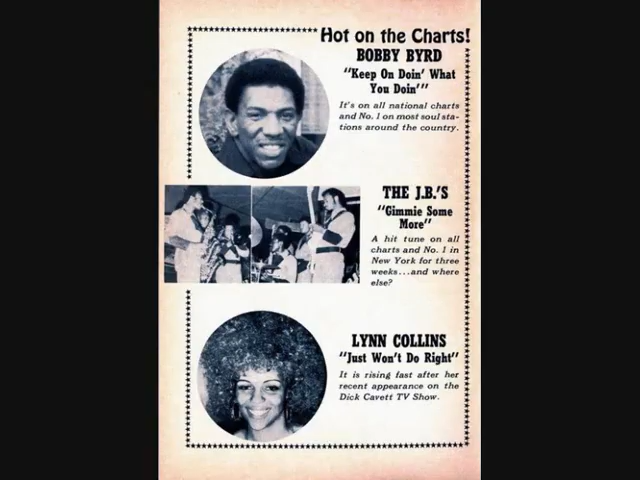 Hot on the Charts!
BOBBY BYRD
"Keep On Doin' What
You Doin'"
It's on all national charts
and No. 1 on most soul sta-
tions around the country.
THE J.B.'S
"Gimmie Some
More"
A hit tune on all
charts and No. 1 in
New York for three
weeks...and where
else?
LYNN COLLINS
"Just Won't Do Right"
It is rising fast after her
recent appearance on the
Dick Cavett TV Show.